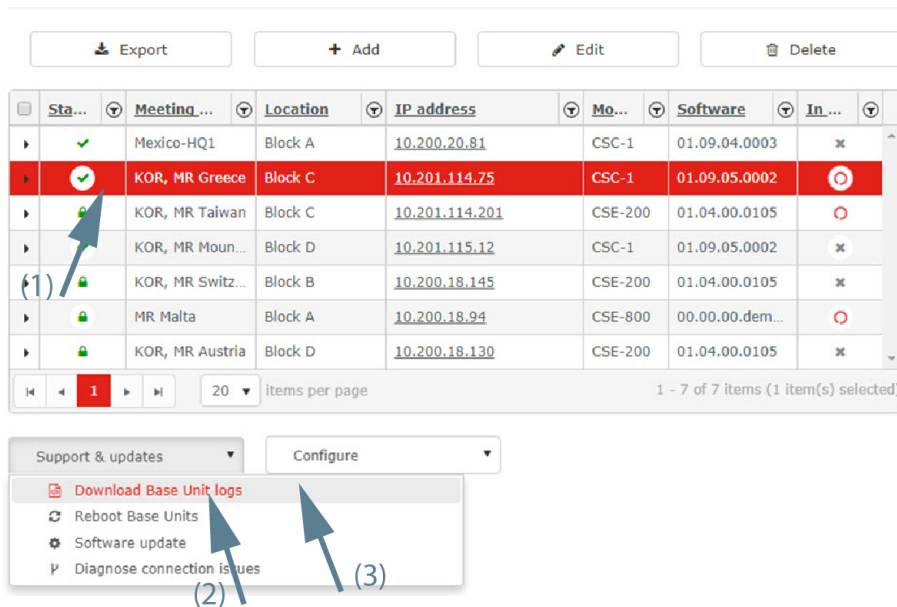 Export Add Edit Delete
Sta... Meeting ... Location IP address Mo... Software In ...
Mexico-HQ1 Block A 10.200.20.81 CSC-1 01.09.04.0003
KOR, MR Greece Block C 10.201.114.75 CSC-1 01.09.05.0002
KOR, MR Taiwan Block C 10.201.114.201 CSE-200 01.04.00.0105
KOR, MR Moun... Block D 10.201.115.12 CSC-1 01.09.05.0002
(1) KOR, MR Switz... Block B 10.200.18.145 CSE-200 01.04.00.0105
MR Malta Block A 10.200.18.94 CSE-800 00.00.00.dem...
KOR, MR Austria Block D 10.200.18.130 CSE-200 01.04.00.0105
1 20 items per page 1 - 7 of 7 items (1 item(s) selected)
Support & updates Configure
Download Base Unit logs
Reboot Base Units
Software update
Diagnose connection issues
(2) (3)